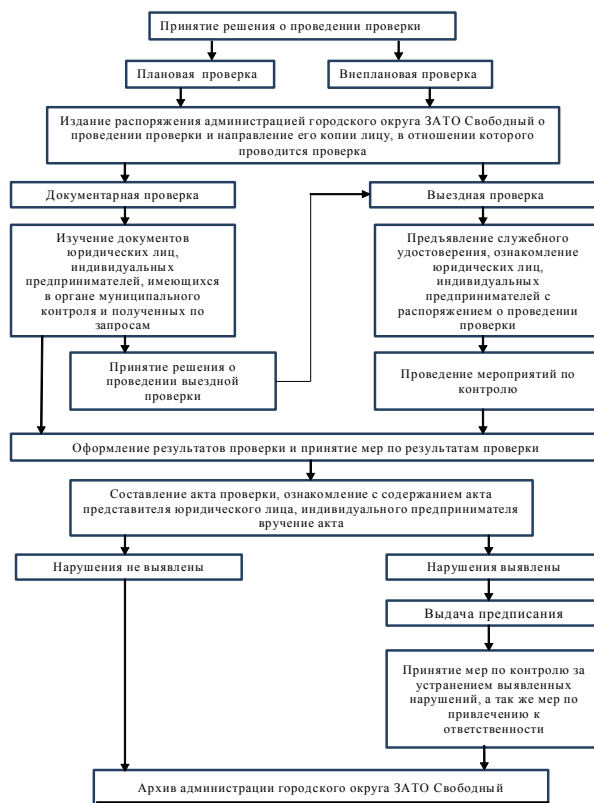 Принятие решения о проведении проверки
Плановая проверка
Внеплановая проверка
Издание распоряжения администрацией городского округа ЗАТО Свободный о
проведении проверки и направление его копии лицу, в отношении которого
проводится проверка
Документарная проверка
Выездная проверка
Изучение документов
юридических лиц,
индивидуальных
предпринимателей, имеющихся
в органе муниципального
контроля и полученных по
запросам
Предъявление служебного
удостоверения, ознакомление
юридических лиц,
индивидуальных
предпринимателей с
распоряжением о проведении
проверки
Принятие решения о
проведении выездной
проверки
Проведение мероприятий по
контролю
Оформление результатов проверки и принятие мер по результатам проверки
Составление акта проверки, ознакомление с содержанием акта
представителя юридического лица, индивидуального предпринимателя
вручение акта
Нарушения не выявлены
Нарушения выявлены
Выдача предписания
Принятие мер по контролю за
устранением выявленных
нарушений, а так же мер по
привлечению к
ответственности
Архив администрации городского округа ЗАТО Свободный